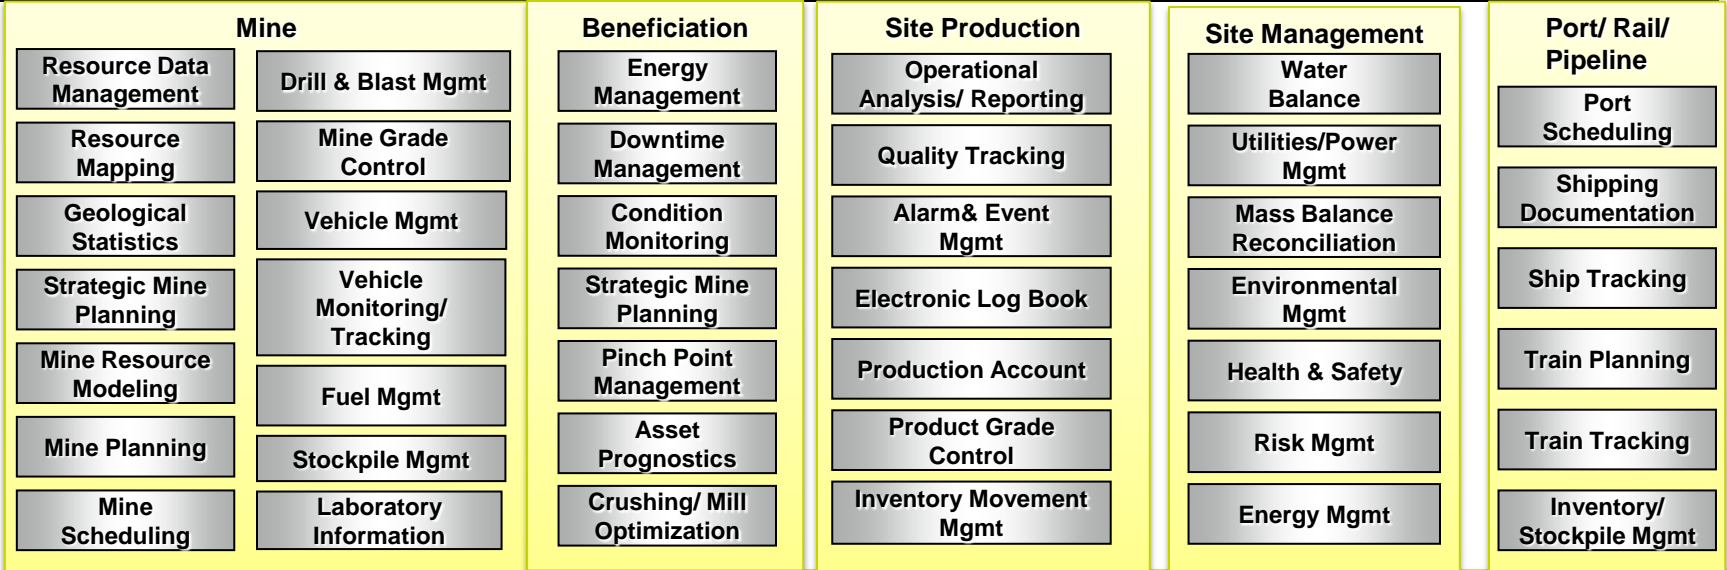 Mine
Resource Data
Management
Resource
Mapping
Geological
Statistics
Strategic Mine
Planning
Mine Resource
Modeling
Mine Planning
Mine
Scheduling
Drill & Blast Mgmt
Mine Grade
Control
Vehicle Mgmt
Vehicle
Monitoring/
Tracking
Fuel Mgmt
Stockpile Mgmt
Laboratory
Information
Beneficiation
Energy
Management
Downtime
Management
Condition
Monitoring
Strategic Mine
Planning
Pinch Point
Management
Asset
Prognostics
Crushing/ Mill
Optimization
Site Production
Operational
Analysis/ Reporting
Quality Tracking
Alarm& Event
Mgmt
Electronic Log Book
Production Account
Product Grade
Control
Inventory Movement
Mgmt
Site Management
Water
Balance
Utilities/Power
Mgmt
Mass Balance
Reconciliation
Environmental
Mgmt
Health & Safety
Risk Mgmt
Energy Mgmt
Port/ Rail/
Pipeline
Port
Scheduling
Shipping
Documentation
Ship Tracking
Train Planning
Train Tracking
Inventory/
Stockpile Mgmt